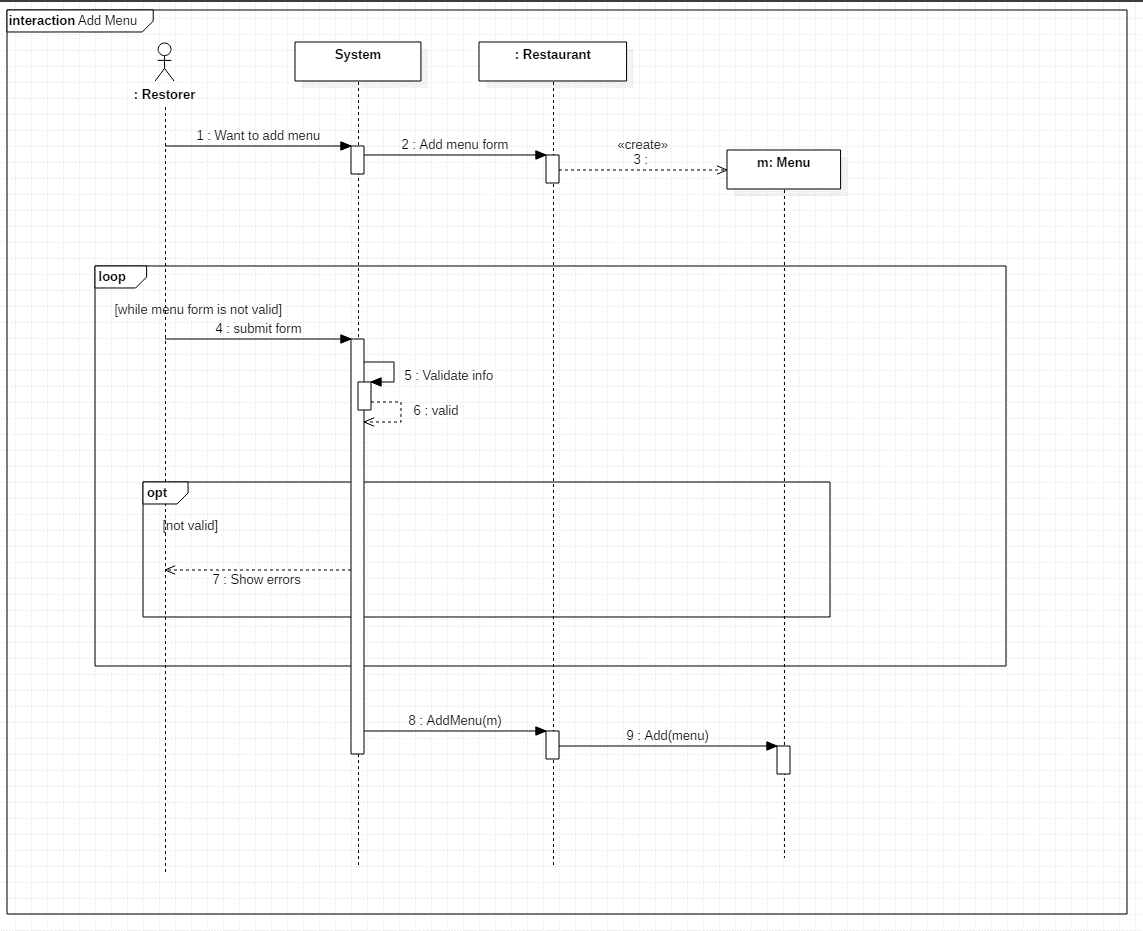 interaction Add Menu
System
: Restaurant
: Restorer
1 : Want to add menu
2 : Add menu form
«create»
3 :
m: Menu
loop
[while menu form is not valid]
4 : submit form
5 : Validate info
6 : valid
opt
[not valid]
7 : Show errors
8 : AddMenu(m)
9 : Add(menu)